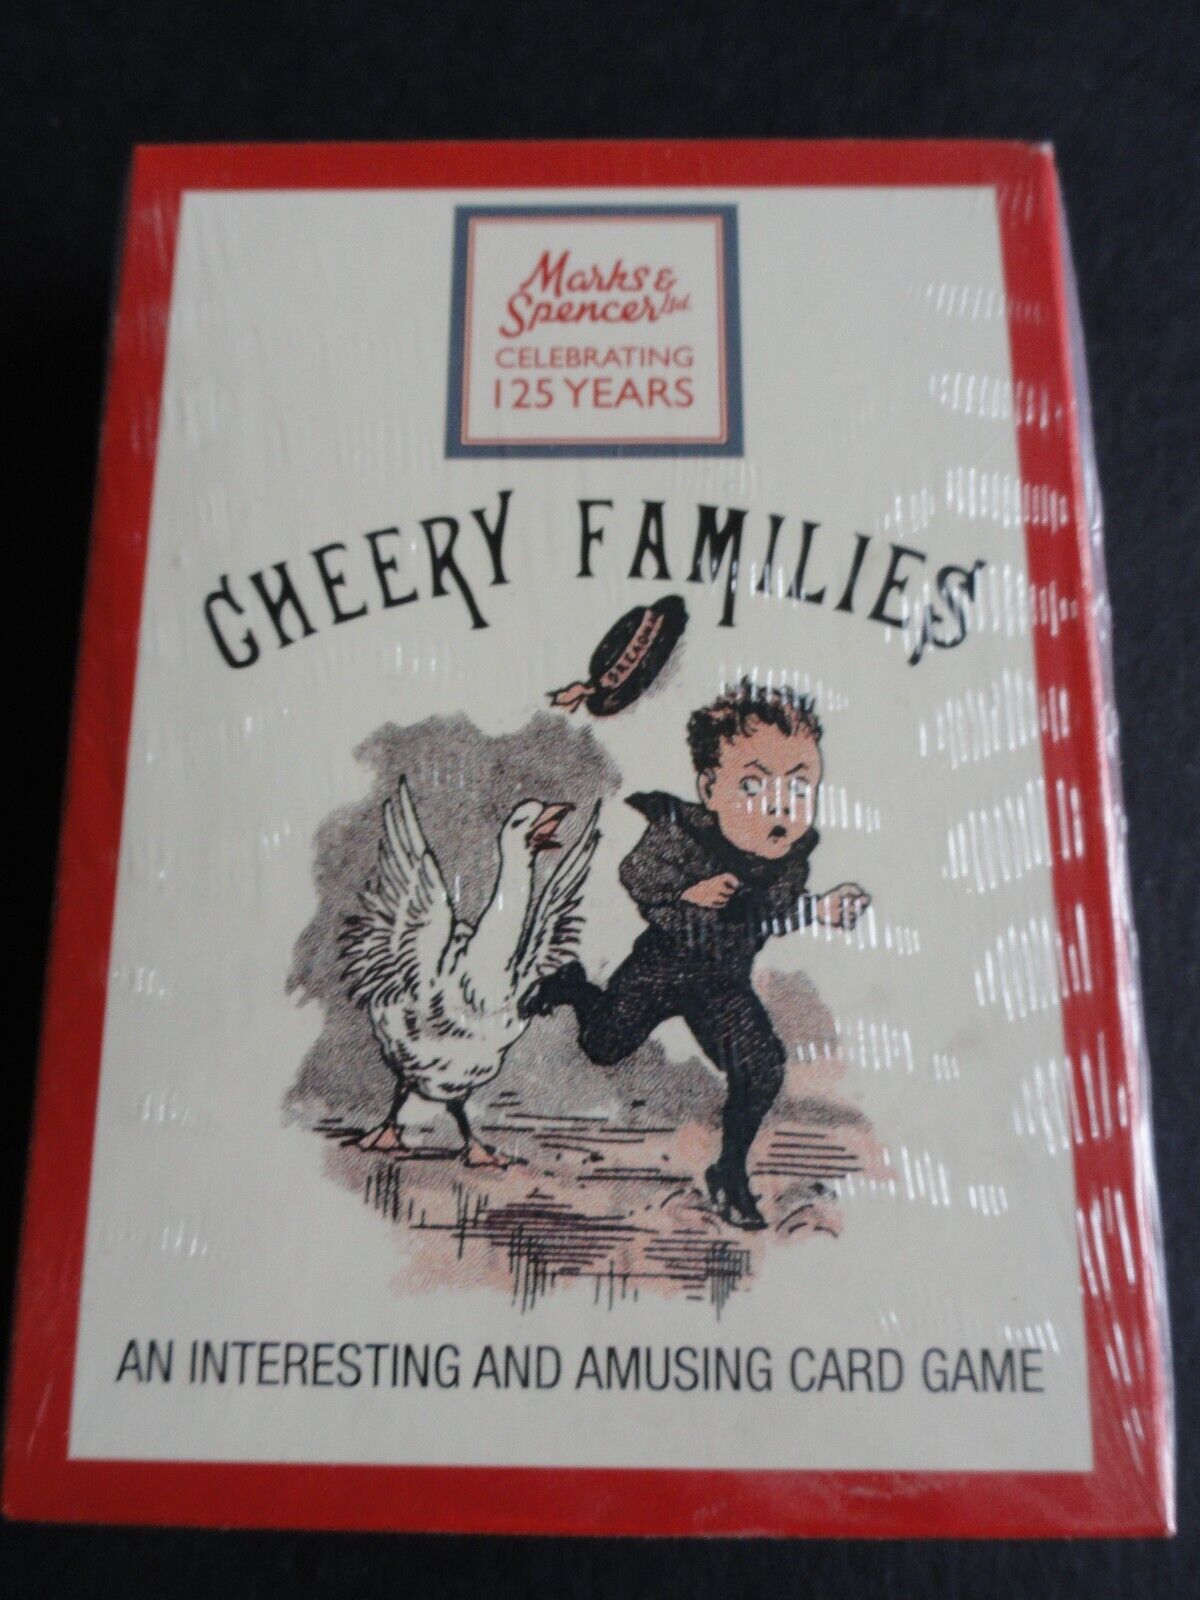 Marks &
Spencer Ltd.
CELEBRATING
125 YEARS
CHEERY FAMILIES
AN INTERESTING AND AMUSING CARD GAME